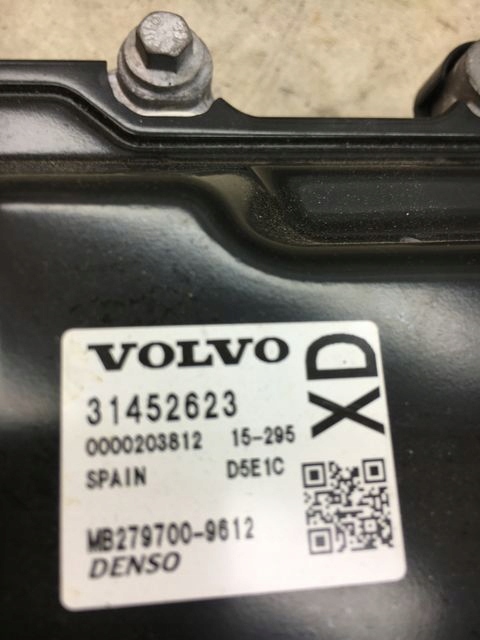 VOLVO
XD
31452623
0000203812 15-295
SPAIN D5E1C
MB279700-9612
DENSO